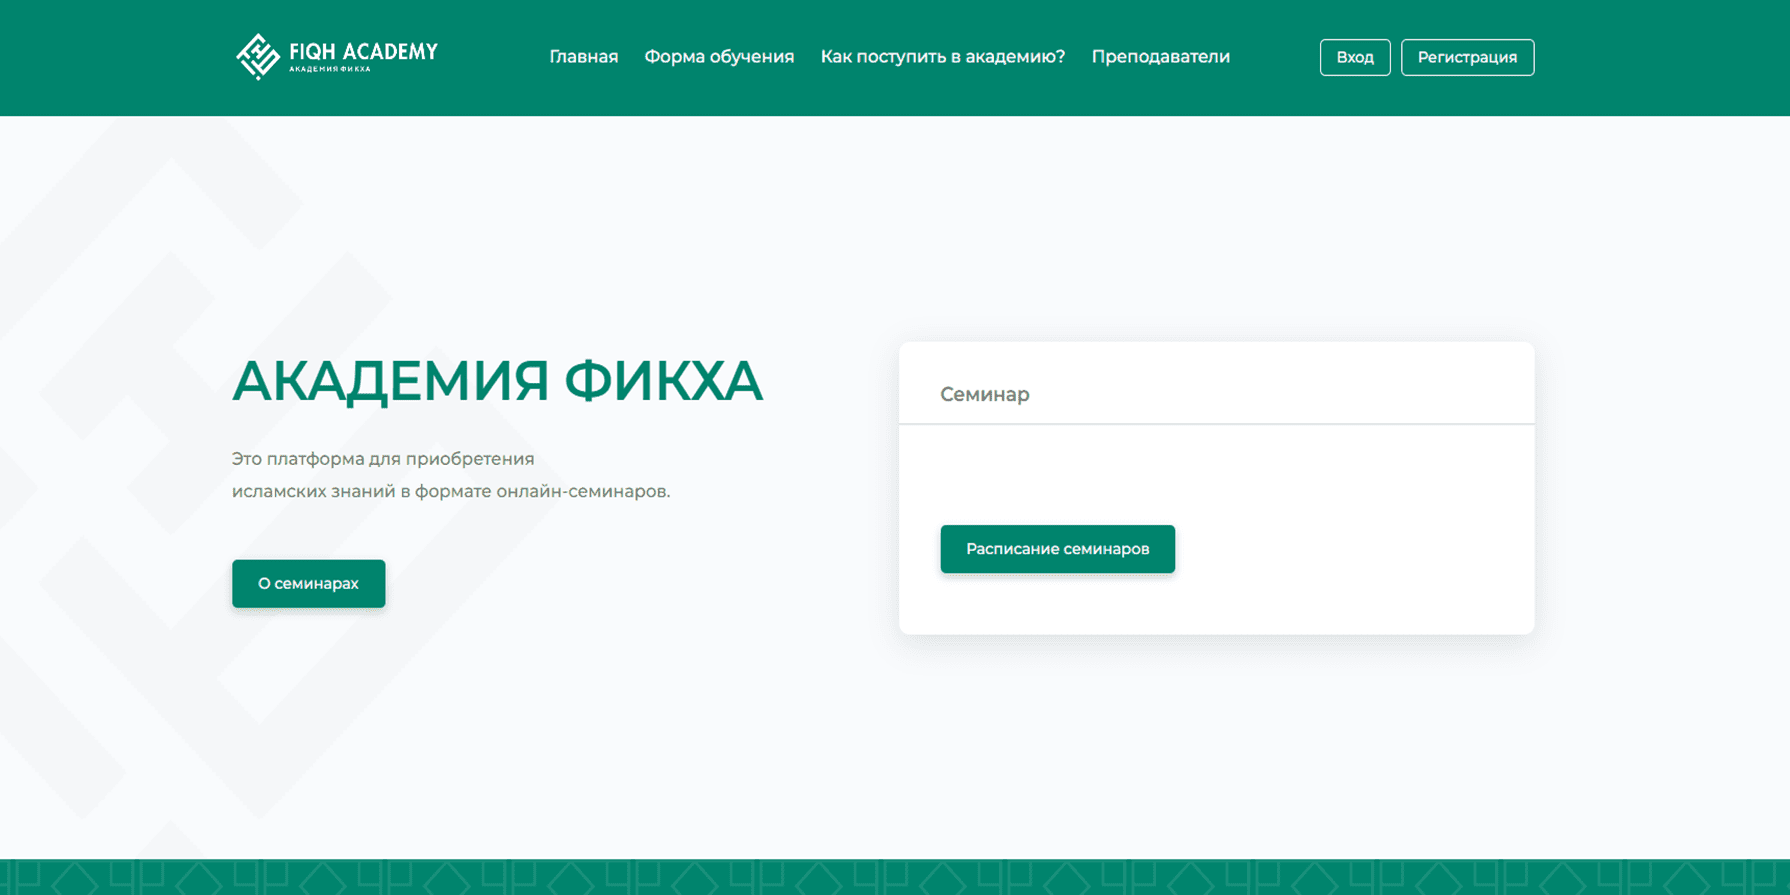 FIQH ACADEMY
АКАДЕМИЯ ФИКХА
Главная
Форма обучения
Как поступить в академию?
Преподаватели
Вход
Регистрация
АКАДЕМИЯ ФИКХА
Это платформа для приобретения
исламских знаний в формате онлайн-семинаров.
О семинарах
Семинар
Расписание семинаров